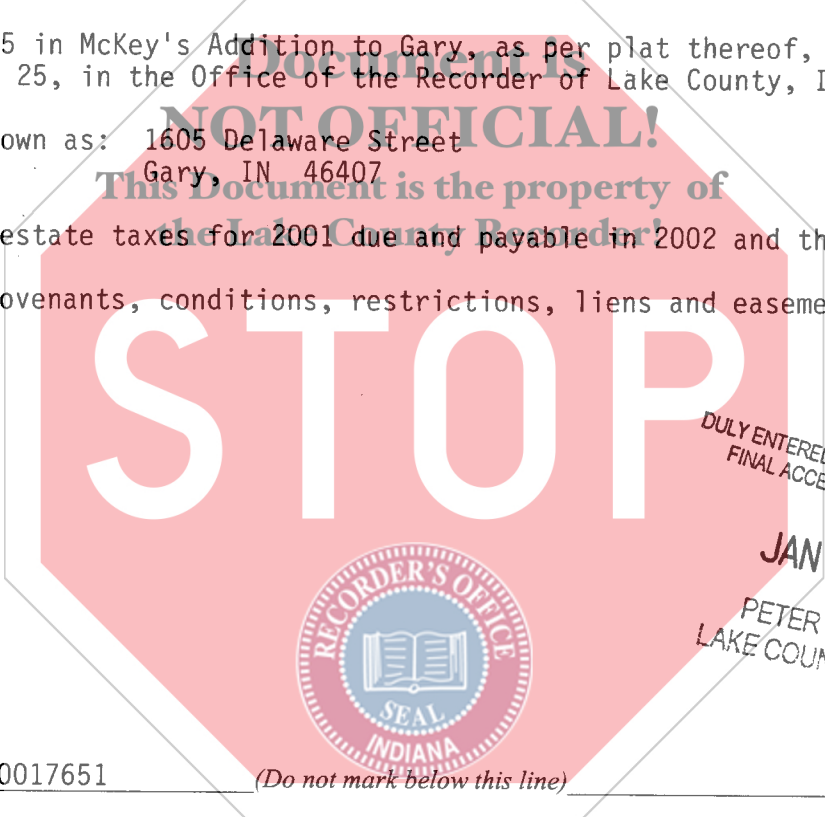 5 in McKey's Addition to Gary, as per plat thereof,
Document is
25, in the Office of the Recorder of Lake County, I
NOT OFFICIAL!
own as: 1605 Delaware Street
Gary, IN 46407
This Document is the property of
the Lake County Recorder!
estate taxes for 2001 due and payable in 2002 and th
ovenants, conditions, restrictions, liens and easeme
STOP
DULY ENTERED
FINAL ACCE
JAN
PETER
LAKE COUN
RECORDER'S OFFICE
SEAL
INDIANA
0017651
(Do not mark below this line)